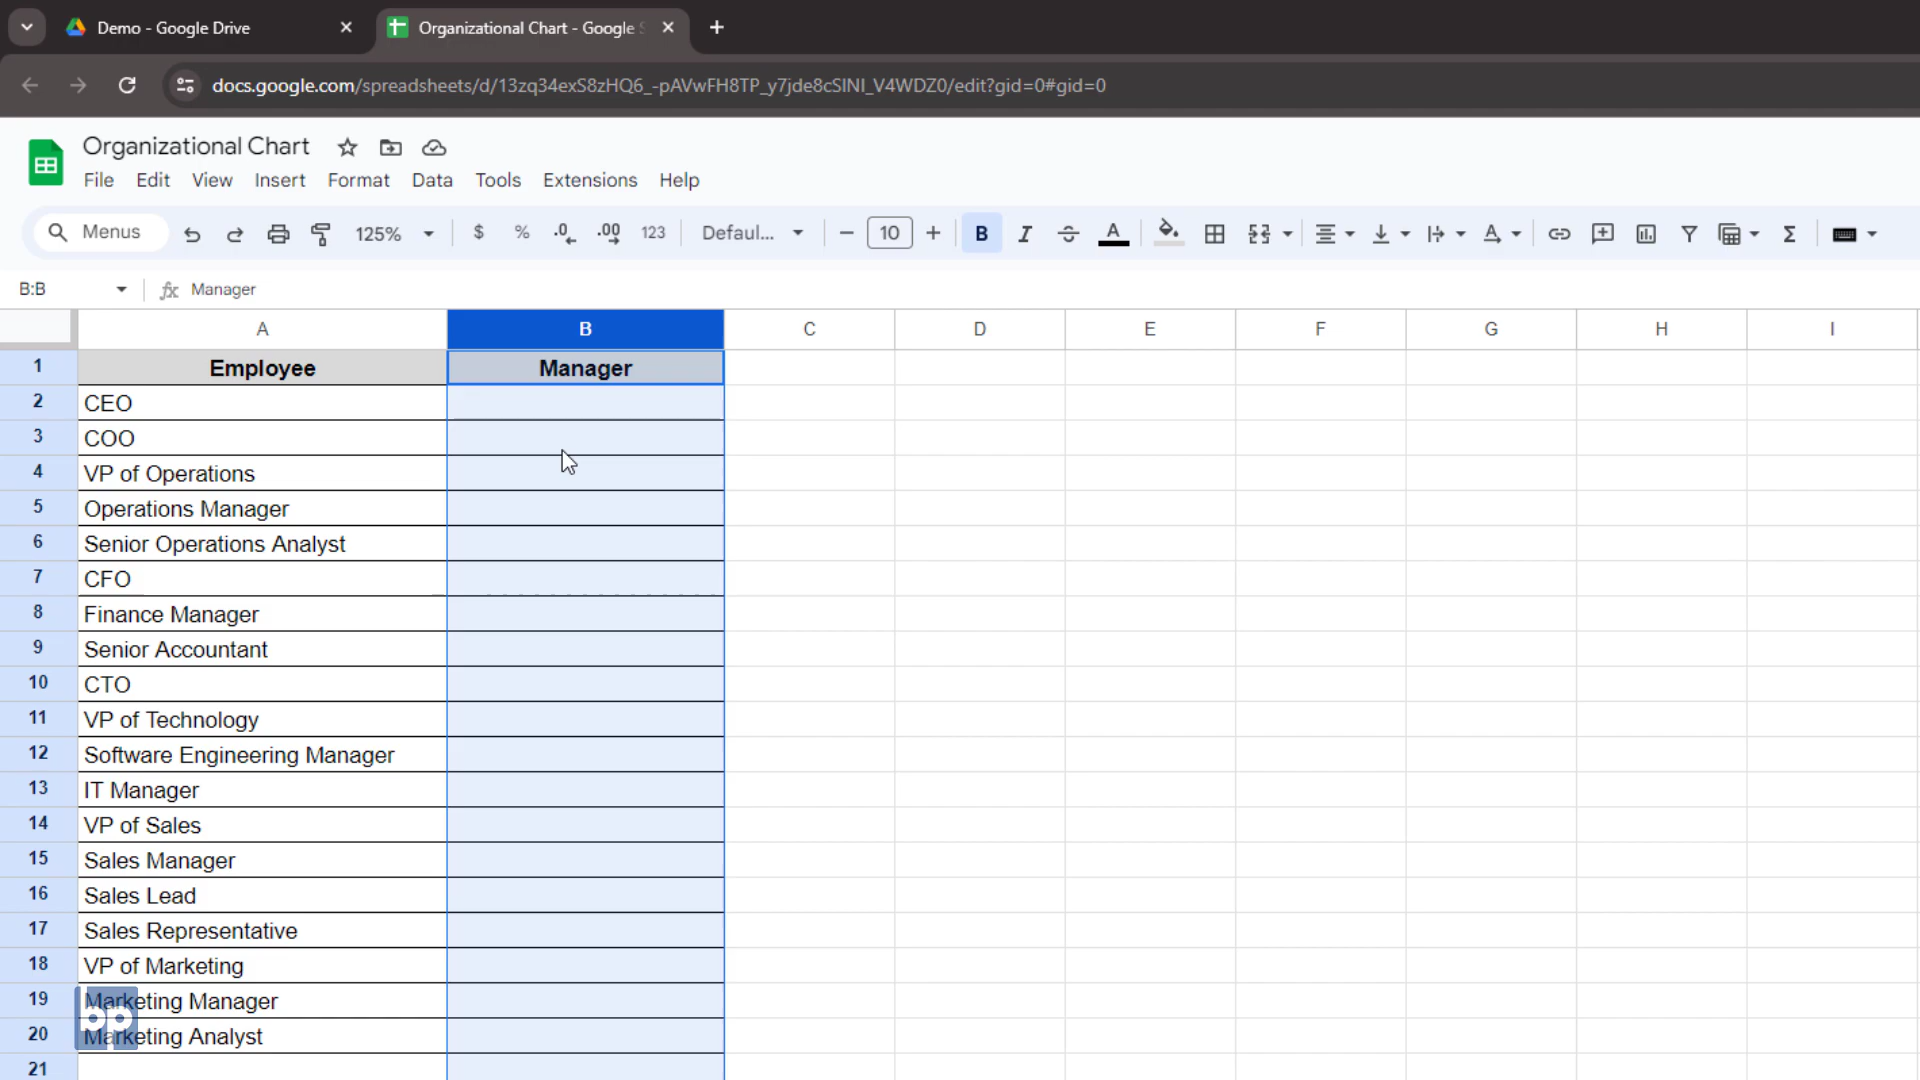 Demo - Google Drive
Organizational Chart - Google
docs.google.com/spreadsheets/d/13zq34exS8zHQ6_-pAVwFH8TP_y7jde8cSINI_V4WDZ0/edit?gid=0#gid=0
Organizational Chart
File Edit View Insert Format Data Tools Extensions Help
Menus 125% $ % .0 .00 123 Defaul... 10 B I A Σ
B:B fx Manager
A B C D E F G H I
1 Employee Manager
2 CEO
3 COO
4 VP of Operations
5 Operations Manager
6 Senior Operations Analyst
7 CFO
8 Finance Manager
9 Senior Accountant
10 CTO
11 VP of Technology
12 Software Engineering Manager
13 IT Manager
14 VP of Sales
15 Sales Manager
16 Sales Lead
17 Sales Representative
18 VP of Marketing
19 Marketing Manager
bp
20 Marketing Analyst
21